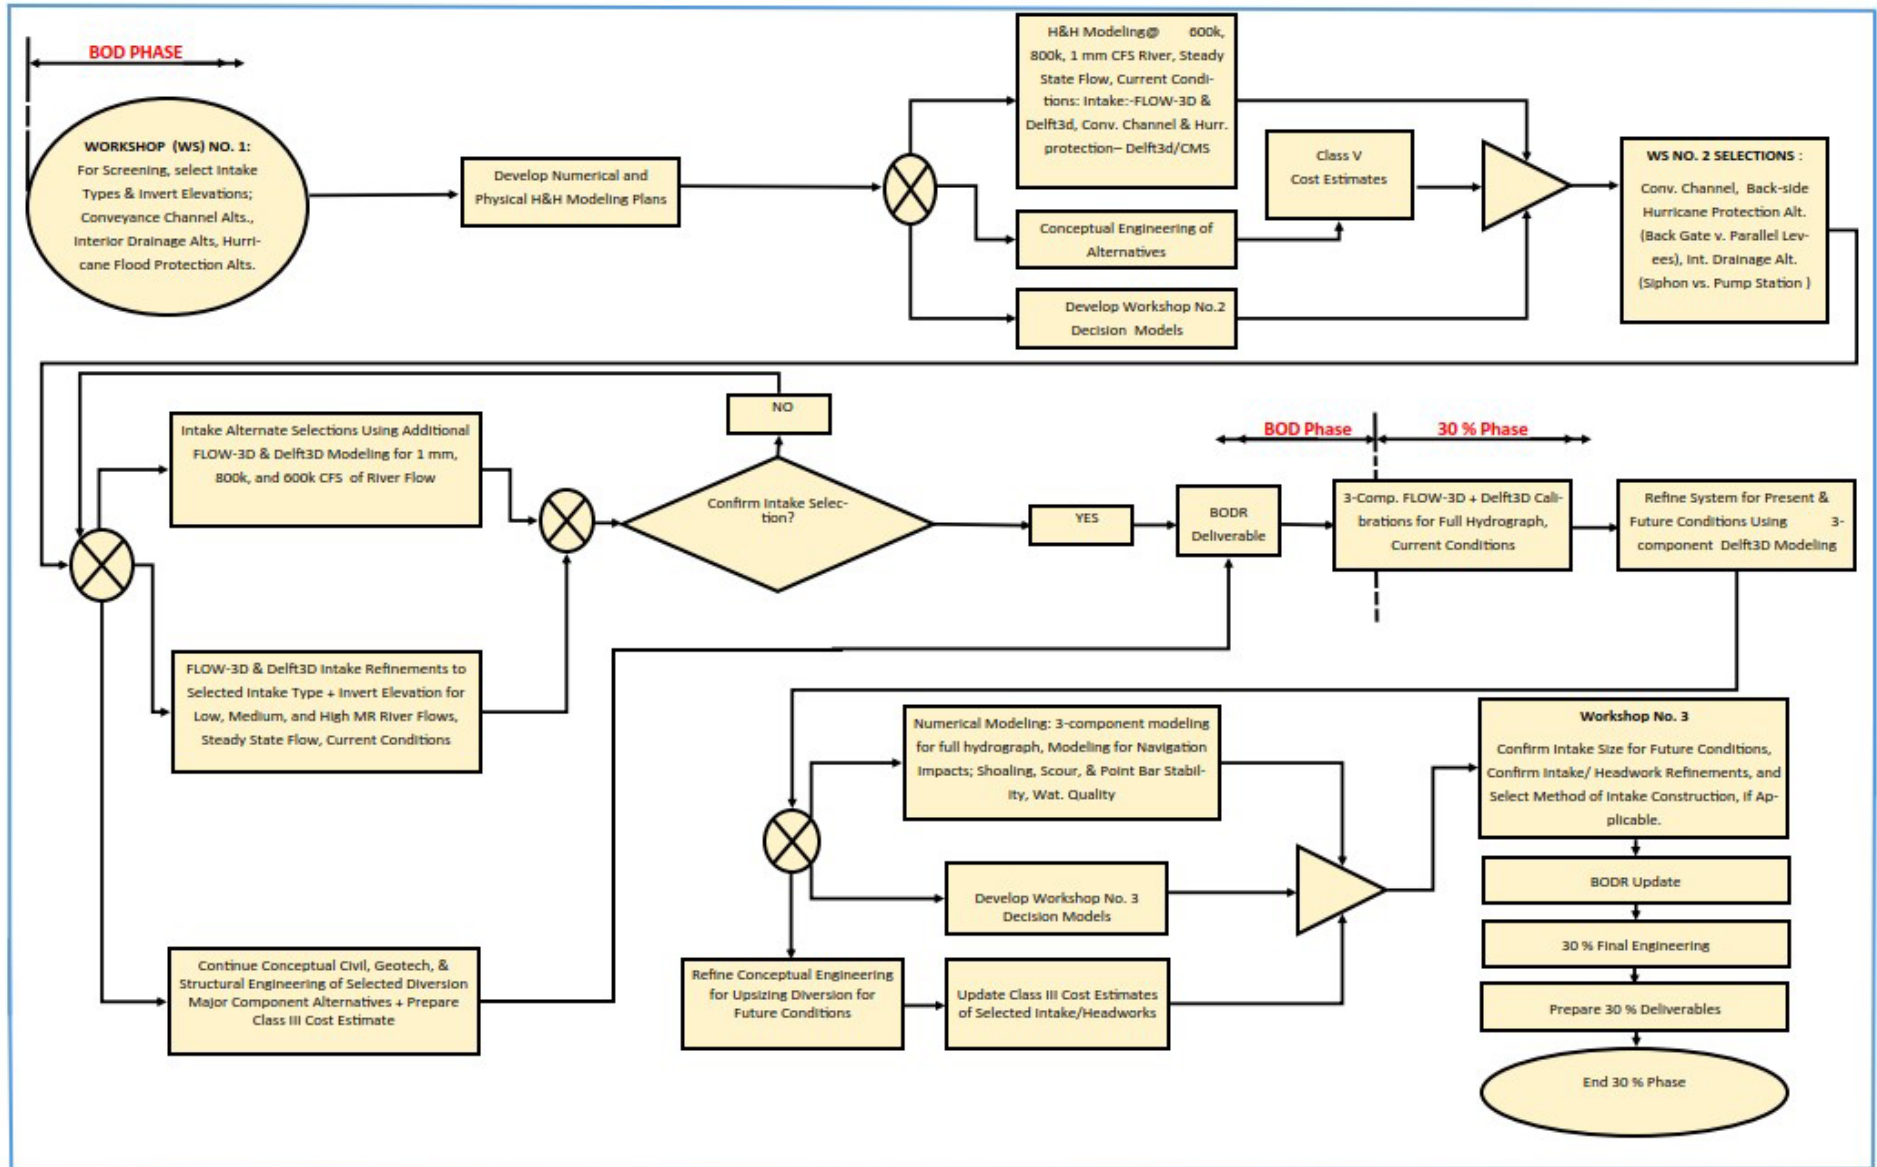 BOD PHASE
WORKSHOP (WS) NO. 1:
For Screening, select Intake
Types & Invert Elevations;
Conveyance Channel Alts.,
Interior Drainage Alts, Hurri-
cane Flood Protection Alts.
Develop Numerical and
Physical H&H Modeling Plans
H&H Modeling@ 600k,
800k, 1 mm CFS River, Steady
State Flow, Current Condi-
tions: Intake:-FLOW-3D &
Delft3d, Conv. Channel & Hurr.
protection– Delft3d/CMS
Conceptual Engineering of
Alternatives
Develop Workshop No.2
Decision Models
Class V
Cost Estimates
WS NO. 2 SELECTIONS :
Conv. Channel, Back-side
Hurricane Protection Alt.
(Back Gate v. Parallel Lev-
ees), Int. Drainage Alt.
(Siphon vs. Pump Station )
Intake Alternate Selections Using Additional
FLOW-3D & Delft3D Modeling for 1 mm,
800k, and 600k CFS of River Flow
FLOW-3D & Delft3D Intake Refinements to
Selected Intake Type + Invert Elevation for
Low, Medium, and High MR River Flows,
Steady State Flow, Current Conditions
Continue Conceptual Civil, Geotech, &
Structural Engineering of Selected Diversion
Major Component Alternatives + Prepare
Class III Cost Estimate
NO
Confirm Intake Selec-
tion?
YES
BODR
Deliverable
BOD Phase
30 % Phase
3-Comp. FLOW-3D + Delft3D Cali-
brations for Full Hydrograph,
Current Conditions
Refine System for Present &
Future Conditions Using 3-
component Delft3D Modeling
Numerical Modeling: 3-component modeling
for full hydrograph, Modeling for Navigation
Impacts; Shoaling, Scour, & Point Bar Stabil-
ity, Wat. Quality
Develop Workshop No. 3
Decision Models
Refine Conceptual Engineering
for Upsizing Diversion for
Future Conditions
Update Class III Cost Estimates
of Selected Intake/Headworks
Workshop No. 3
Confirm Intake Size for Future Conditions,
Confirm Intake/ Headwork Refinements, and
Select Method of Intake Construction, if Ap-
plicable.
BODR Update
30 % Final Engineering
Prepare 30 % Deliverables
End 30 % Phase